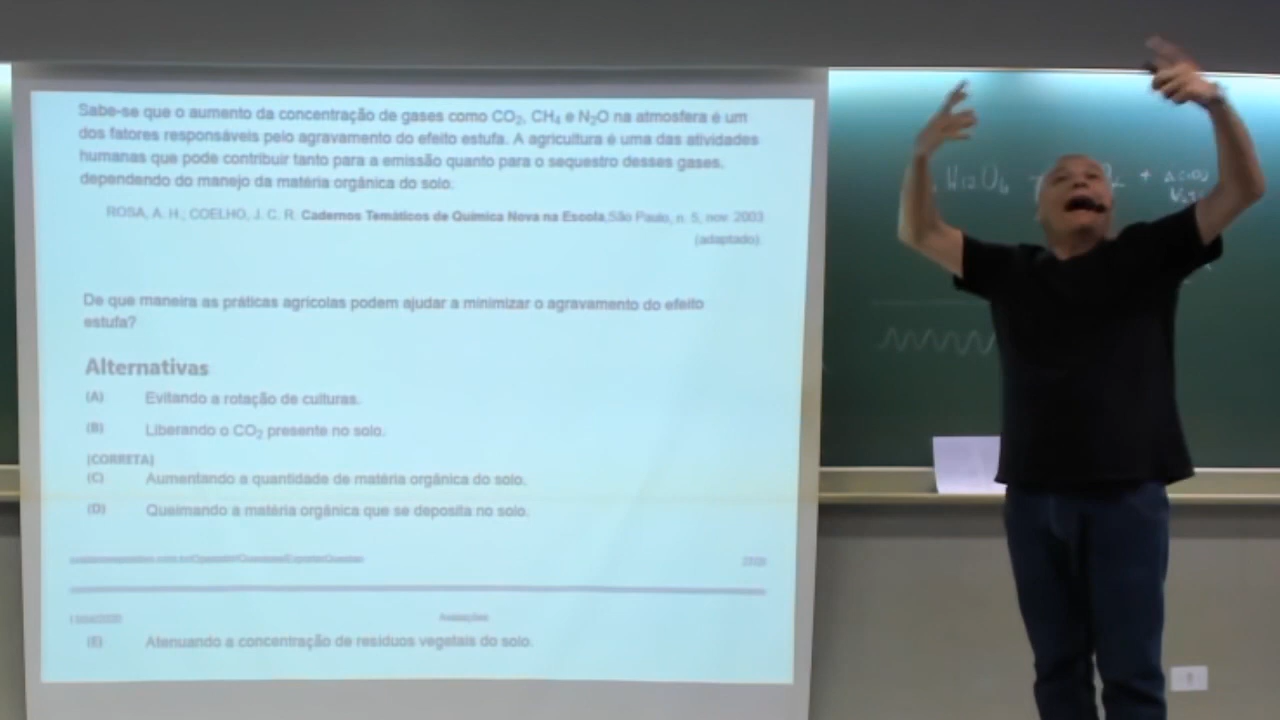 Sabe-se que o aumento da concentração de gases como CO₂, CH₄ e N₂O na atmosfera é um
dos fatores responsáveis pelo agravamento do efeito estufa. A agricultura é uma das atividades
humanas que pode contribuir tanto para a emissão quanto para o sequestro desses gases,
dependendo do manejo da matéria orgânica do solo.
ROSA, A. H.; COELHO, J. C. R. Cadernos Temáticos de Química Nova na Escola, São Paulo, n. 5, nov. 2003
(adaptado).
De que maneira as práticas agrícolas podem ajudar a minimizar o agravamento do efeito
estufa?
Alternativas
(A) Evitando a rotação de culturas.
(B) Liberando o CO₂ presente no solo.
[CORRETA]
(C) Aumentando a quantidade de matéria orgânica do solo.
(D) Queimando a matéria orgânica que se deposita no solo.
Avaliações
(E) Atenuando a concentração de resíduos vegetais do solo.
H₁₂O₆
+